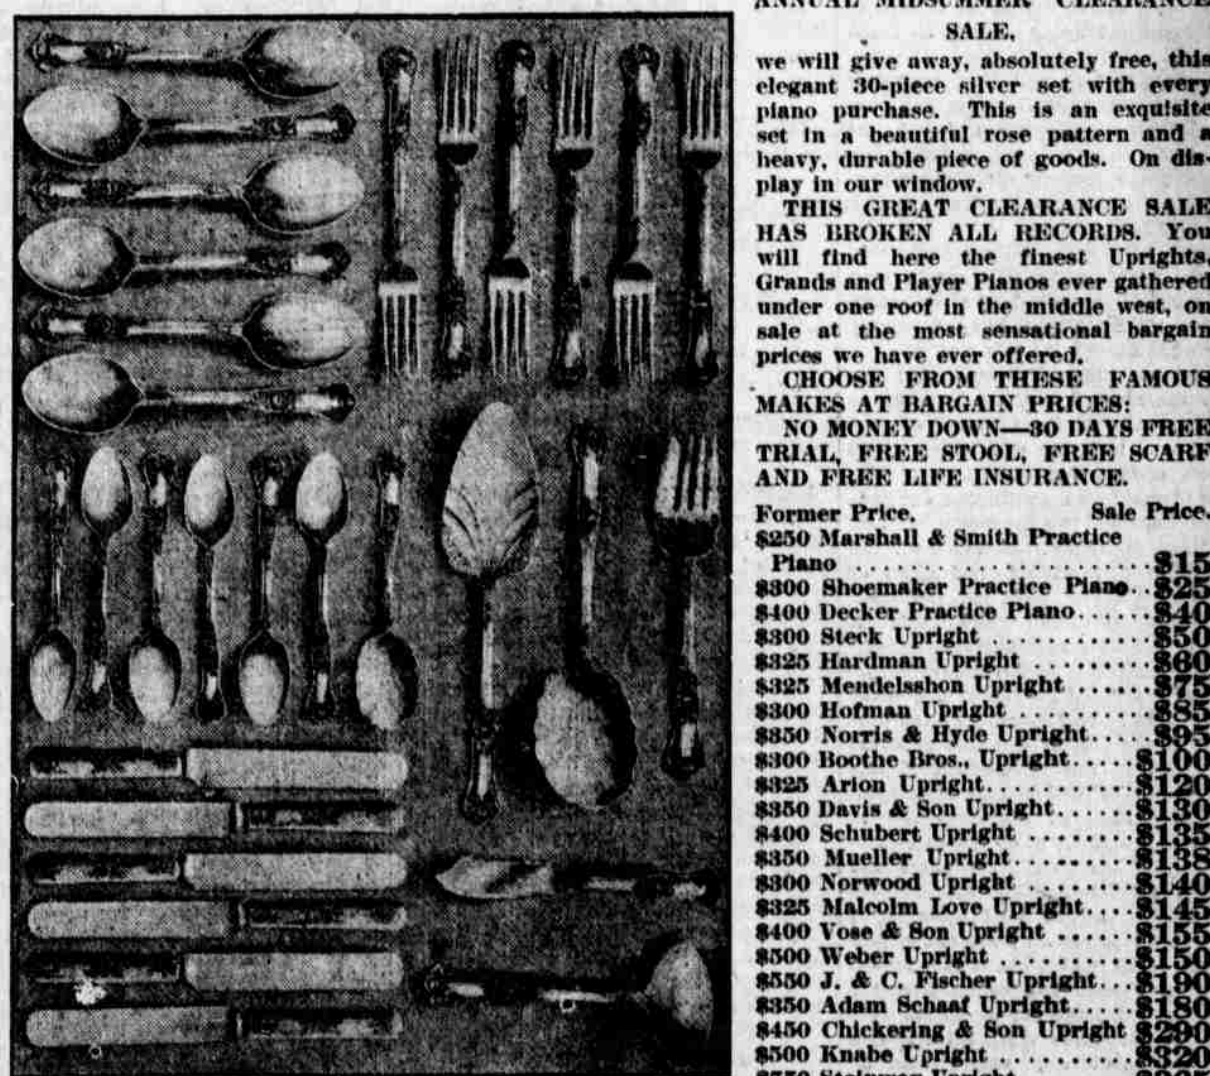 ANNUAL MIDSUMMER CLEARANCE
SALE,
we will give away, absolutely free, this
elegant 30-piece silver set with every
piano purchase. This is an exquisite
set in a beautiful rose pattern and a
heavy, durable piece of goods. On dis-
play in our window.
THIS GREAT CLEARANCE SALE
HAS BROKEN ALL RECORDS. You
will find here the finest Uprights,
Grands and Player Pianos ever gathered
under one roof in the middle west, on
sale at the most sensational bargain
prices we have ever offered.
CHOOSE FROM THESE FAMOUS
MAKES AT BARGAIN PRICES:
NO MONEY DOWN—30 DAYS FREE
TRIAL, FREE STOOL, FREE SCARF
AND FREE LIFE INSURANCE.
Former Price. Sale Price.
$250 Marshall & Smith Practice
Piano ..................... $15
$300 Shoemaker Practice Piano.. $25
$400 Decker Practice Piano...... $40
$300 Steck Upright ............ $50
$325 Hardman Upright ......... $60
$325 Mendelsshon Upright ...... $75
$300 Hofman Upright .......... $85
$350 Norris & Hyde Upright..... $95
$300 Boothe Bros., Upright..... $100
$325 Arion Upright............ $120
$350 Davis & Son Upright...... $130
$400 Schubert Upright ........ $135
$350 Mueller Upright......... $138
$300 Norwood Upright ........ $140
$325 Malcolm Love Upright.... $145
$400 Vose & Son Upright ...... $155
$500 Weber Upright .......... $150
$550 J. & C. Fischer Upright... $190
$350 Adam Schaaf Upright..... $180
$450 Chickering & Son Upright $290
$500 Knabe Upright .......... $320